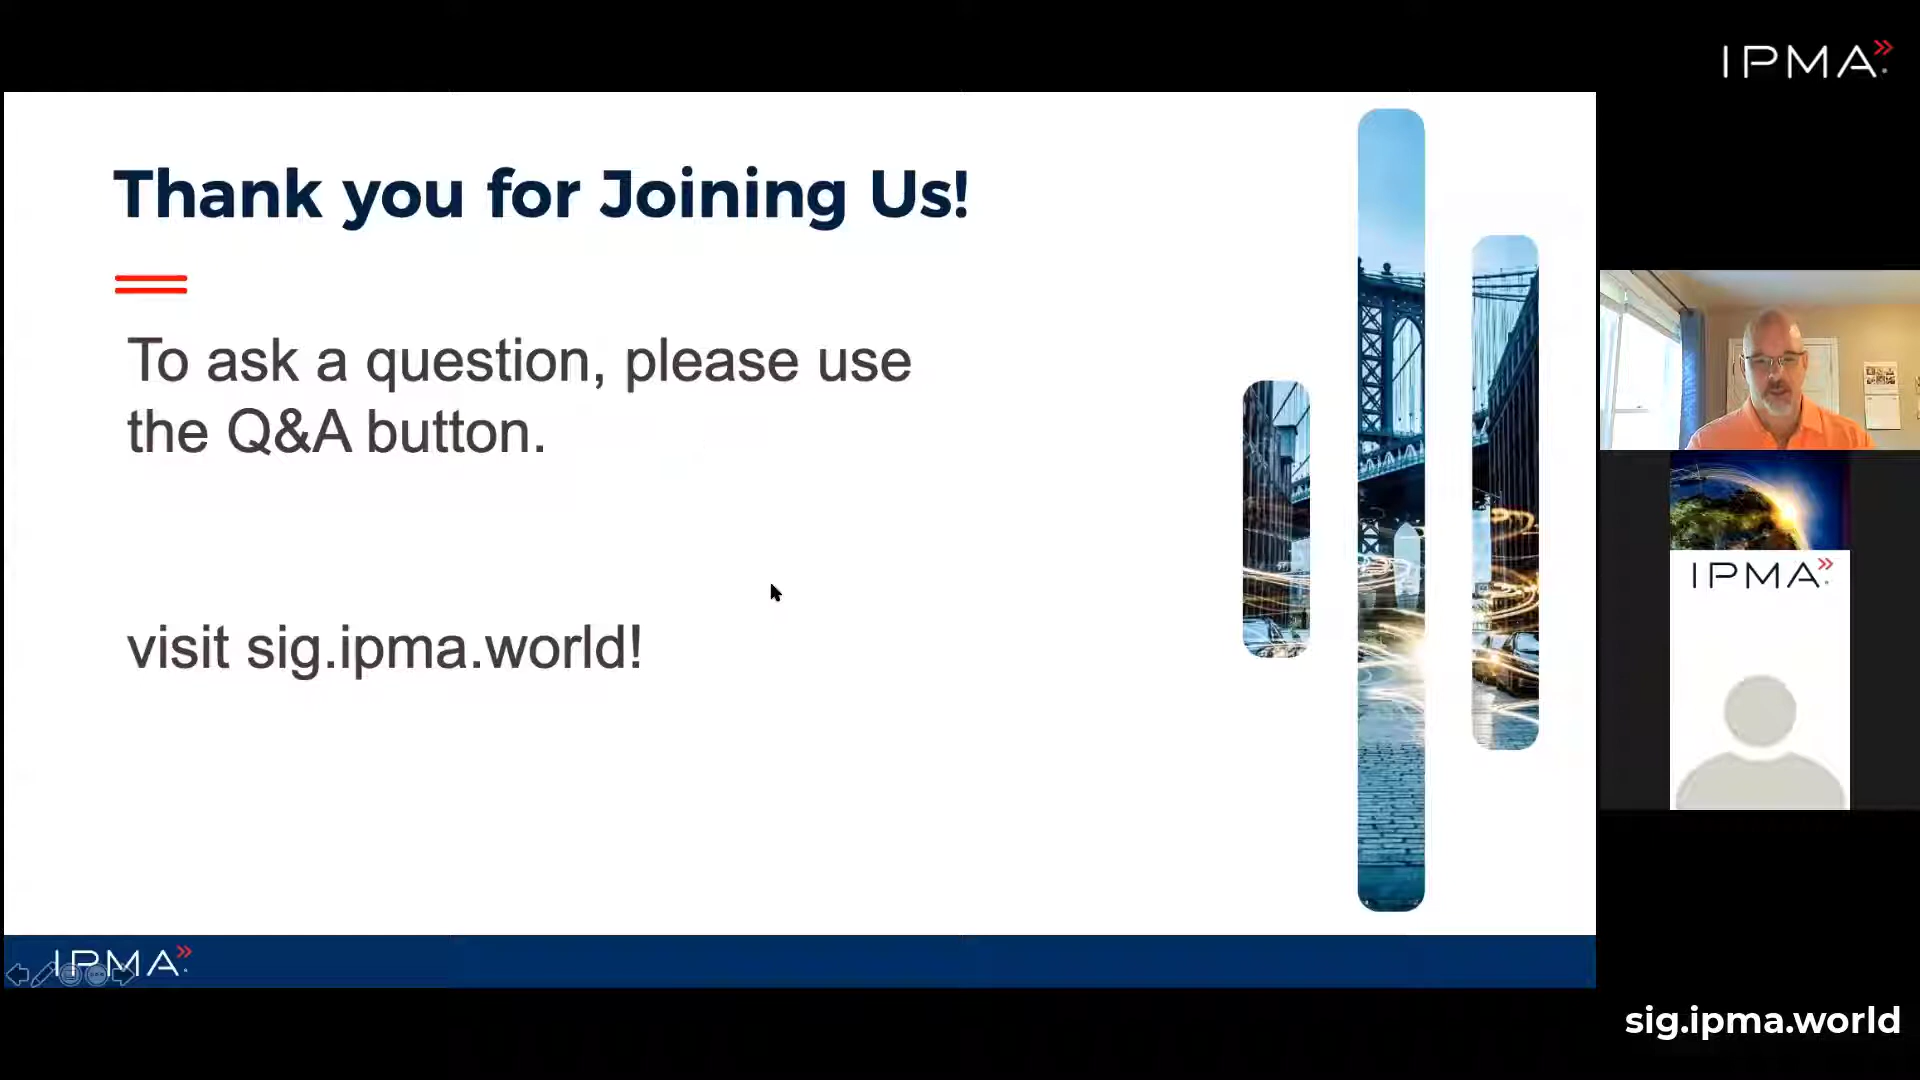 IPMA
Thank you for Joining Us!
To ask a question, please use
the Q&A button.
visit sig.ipma.world!
IPMA
IPMA
sig.ipma.world